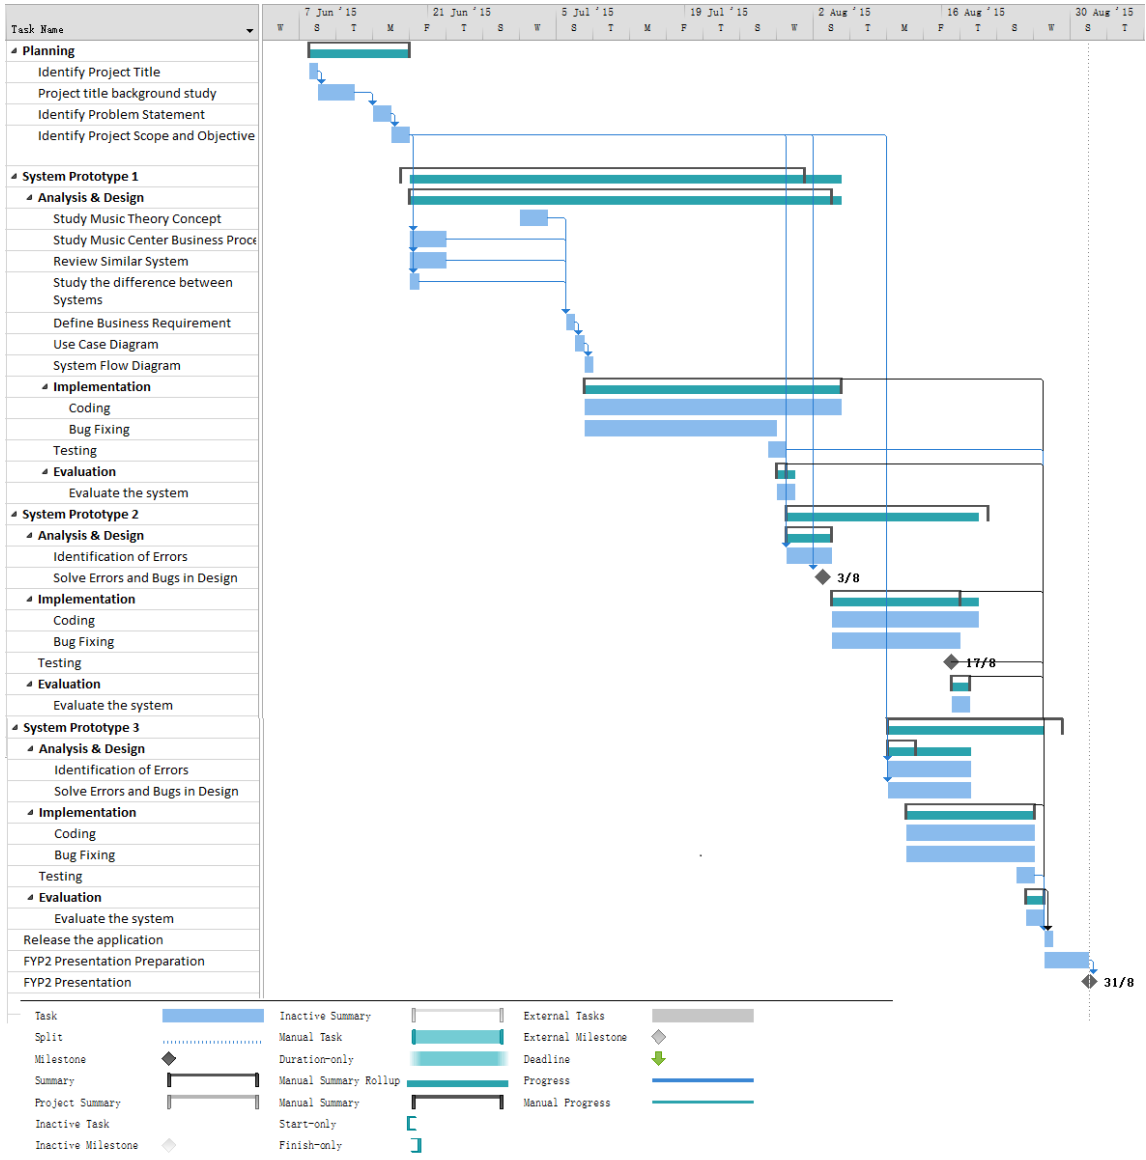 7 Jun '15 21 Jun '15 5 Jul '15 19 Jul '15 2 Aug '15 16 Aug '15 30 Aug '15
Task Name W S T M F T S W S T M F T S W S T M F T S W S T
Planning
Identify Project Title
Project title background study
Identify Problem Statement
Identify Project Scope and Objective
System Prototype 1
Analysis & Design
Study Music Theory Concept
Study Music Center Business Proce
Review Similar System
Study the difference between
Systems
Define Business Requirement
Use Case Diagram
System Flow Diagram
Implementation
Coding
Bug Fixing
Testing
Evaluation
Evaluate the system
System Prototype 2
Analysis & Design
Identification of Errors
Solve Errors and Bugs in Design 3/8
Implementation
Coding
Bug Fixing
Testing 17/8
Evaluation
Evaluate the system
System Prototype 3
Analysis & Design
Identification of Errors
Solve Errors and Bugs in Design
Implementation
Coding
Bug Fixing
Testing
Evaluation
Evaluate the system
Release the application
FYP2 Presentation Preparation
FYP2 Presentation 31/8
Task Inactive Summary External Tasks
Split Manual Task External Milestone
Milestone Duration-only Deadline
Summary Manual Summary Rollup Progress
Project Summary Manual Summary Manual Progress
Inactive Task Start-only
Inactive Milestone Finish-only